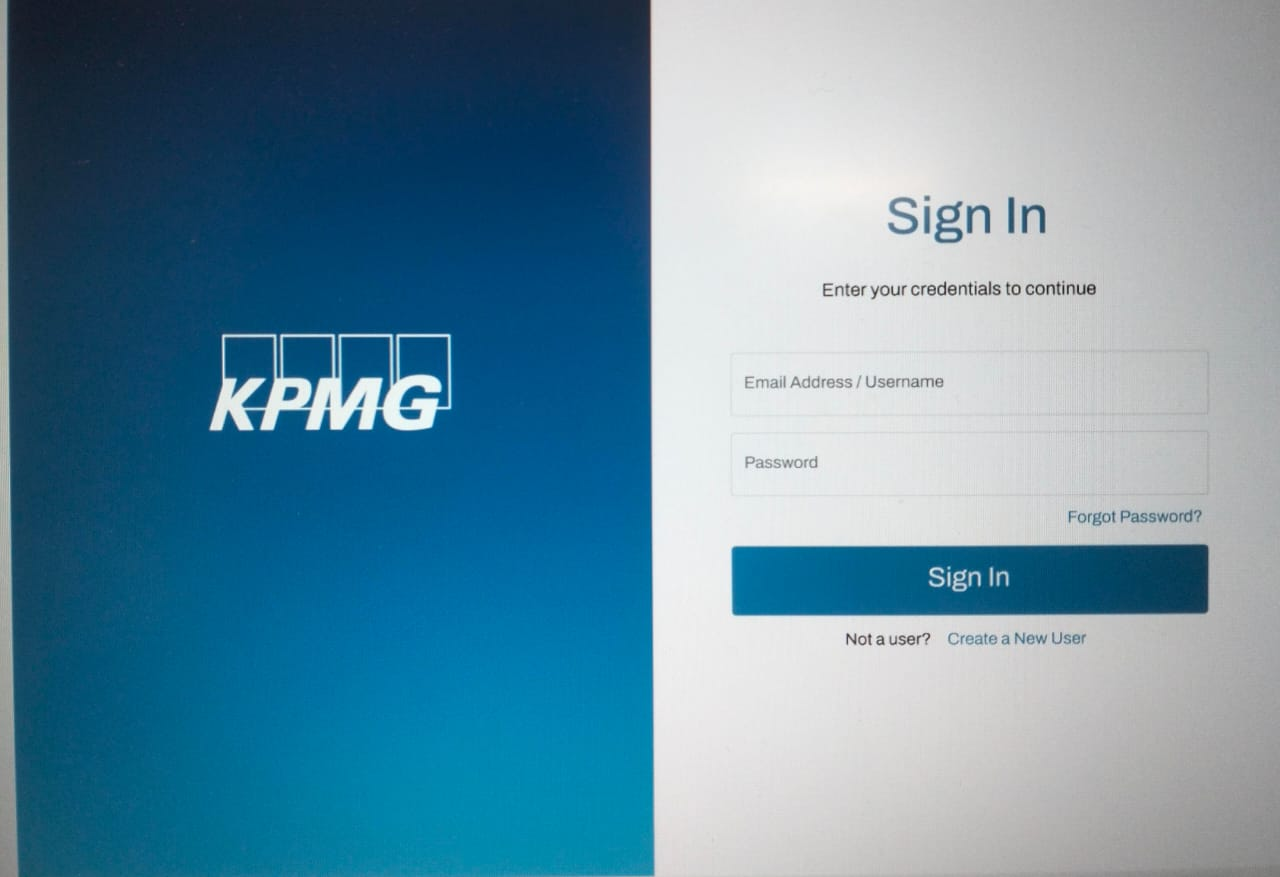 KPMG
Sign In
Enter your credentials to continue
Email Address / Username
Password
Forgot Password?
Sign In
Not a user? Create a New User